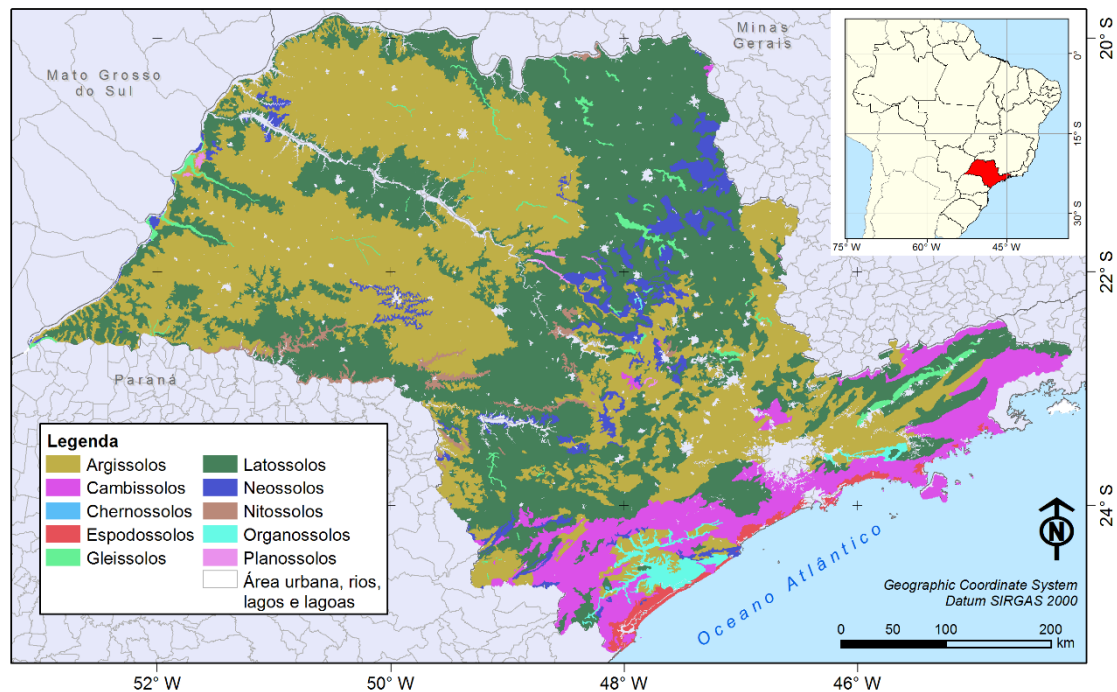 Minas
Gerais
Mato Grosso
do Sul
Paraná
20° S
22° S
24° S
0°
15°S
30°S
75°W
60°W
45°W
Legenda
Argissolos
Cambissolos
Chernossolos
Espodossolos
Gleissolos
Latossolos
Neossolos
Nitossolos
Organossolos
Planossolos
Área urbana, rios,
lagos e lagoas
Oceano Atlântico
N
Geographic Coordinate System
Datum SIRGAS 2000
0 50 100 200
km
52° W
50° W
48° W
46° W